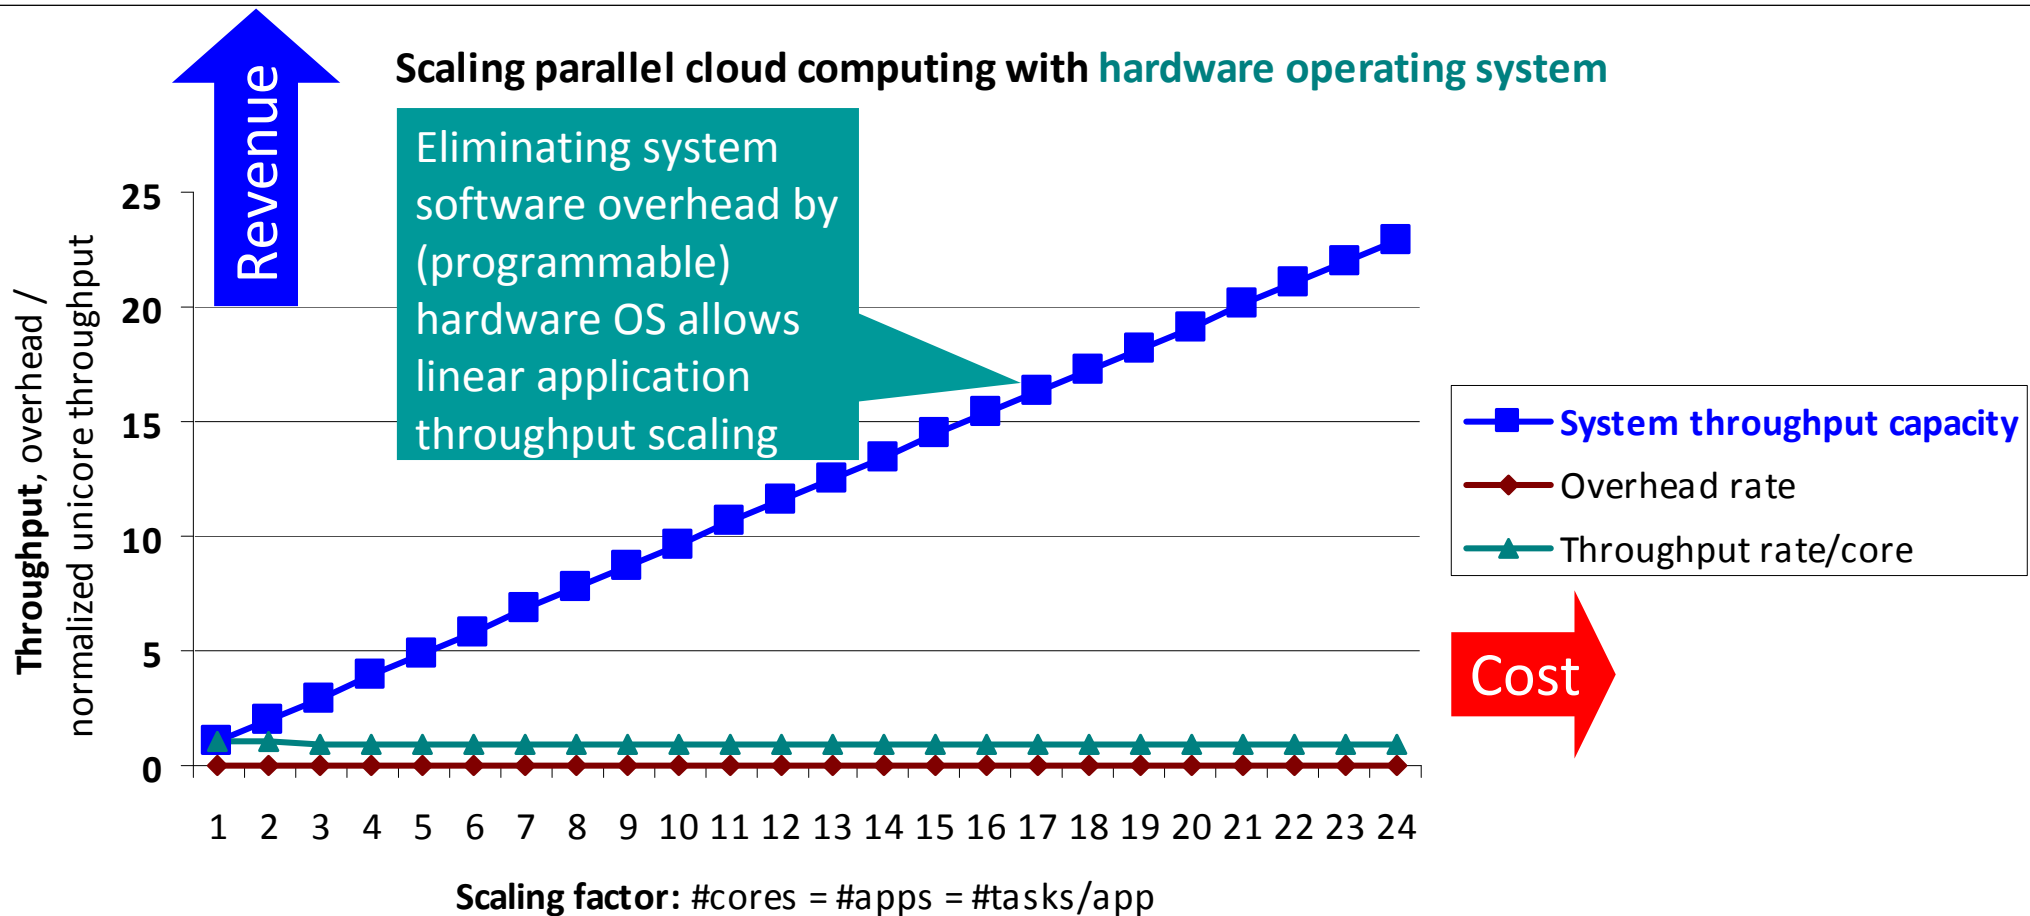 Revenue
Scaling parallel cloud computing with hardware operating system
Eliminating system
software overhead by
(programmable)
hardware OS allows
linear application
throughput scaling
Throughput, overhead /
normalized unicore throughput
25
20
15
10
5
0
1 2 3 4 5 6 7 8 9 10 11 12 13 14 15 16 17 18 19 20 21 22 23 24
Scaling factor: #cores = #apps = #tasks/app
System throughput capacity
Overhead rate
Throughput rate/core
Cost